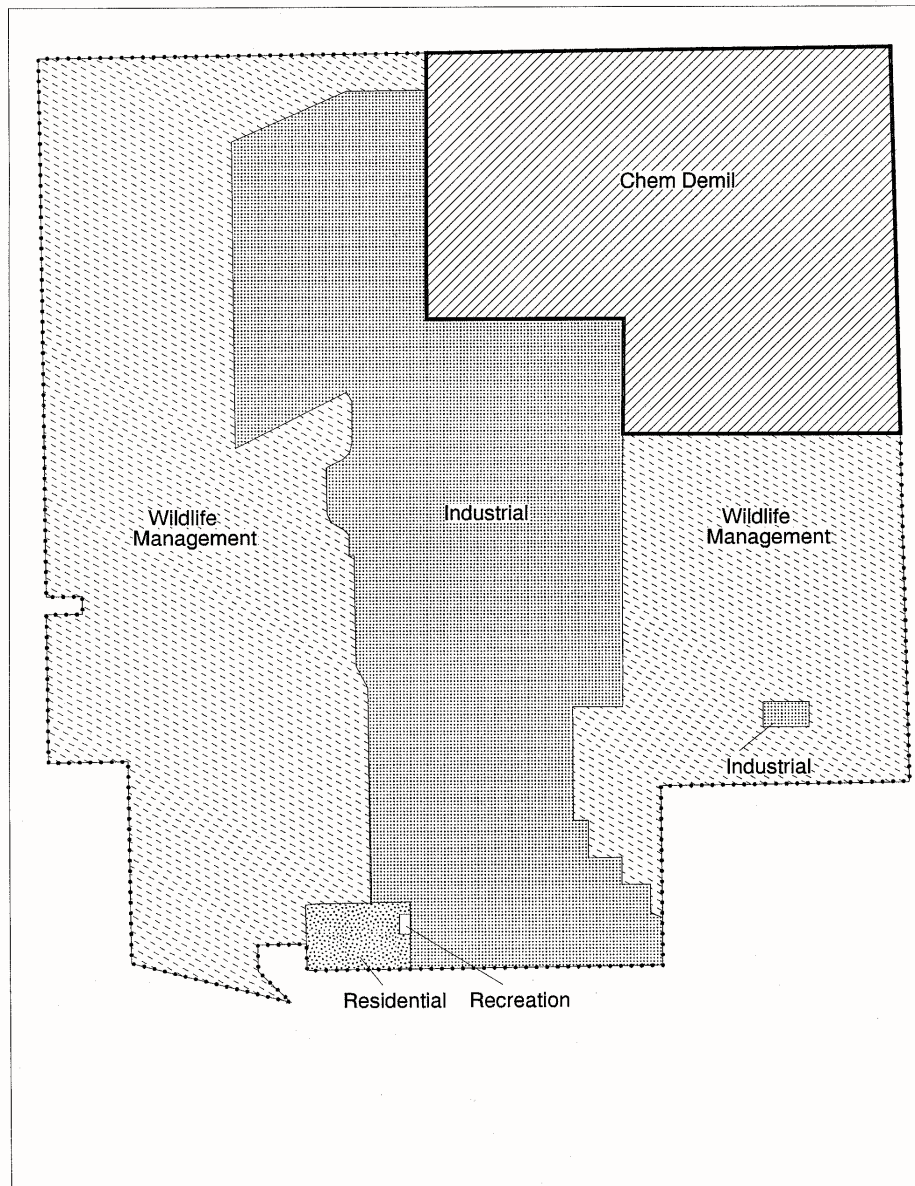 Chem Demil
Wildlife
Management
Industrial
Wildlife
Management
Industrial
Residential
Recreation